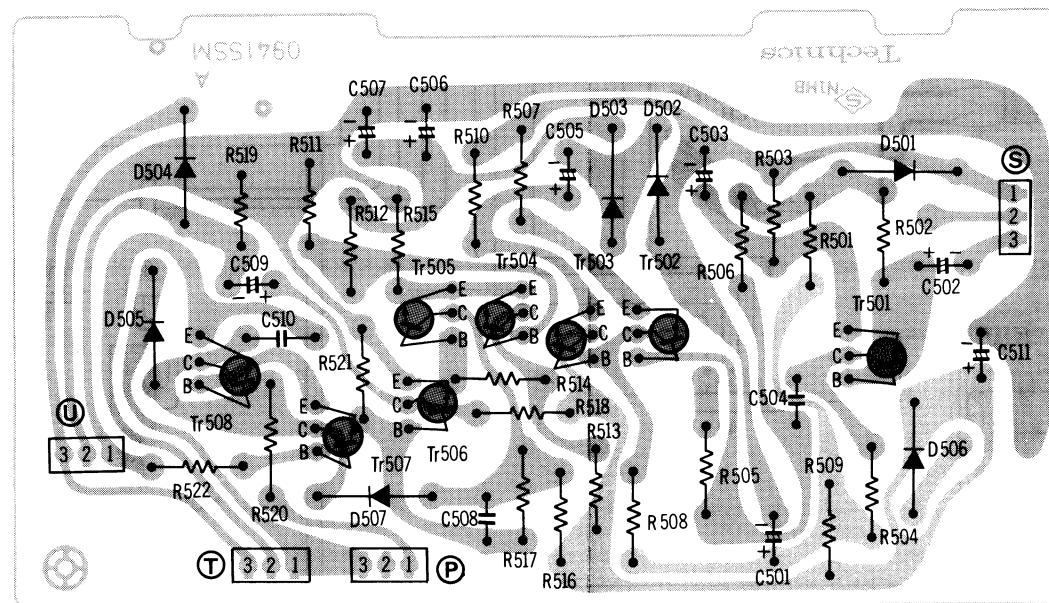 0941SSM
A
Technics
N1MB
S
C507
C506
R507
D503
D502
R511
R510
C505
C503
R503
D501
S
D504
R519
1
2
3
R512
R515
R502
R501
C509
Tr505
Tr504
Tr503
Tr502
R506
C502
Tr501
D505
C510
E
C
B
E
C
B
E
C
B
E
C
B
E
C
B
C511
R521
E
C
B
R514
R518
C504
U
Tr508
E
C
B
E
C
B
R513
3 2 1
Tr507
Tr506
R505
R509
D506
R522
R520
D507
C508
R508
R517
R504
T
3 2 1
3 2 1
P
R516
C501